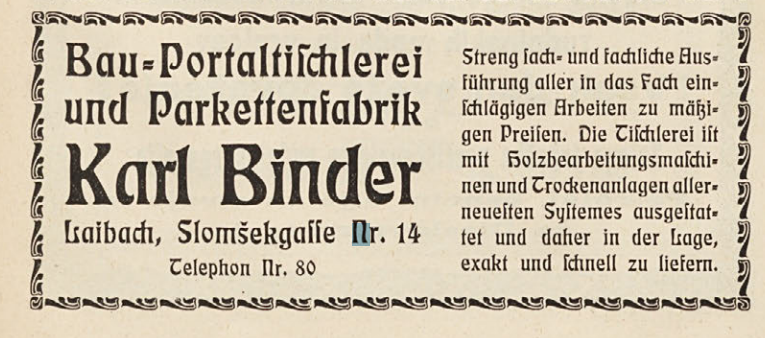 Bau=Portaltiſchlerei
und Parkettenfabrik
Karl Binder
Laibach, Slomšekgaſſe Nr. 14
Telephon Nr. 80
Streng ſach= und fachliche Aus=
führung aller in das Fach ein=
ſchlägigen Arbeiten zu mäßi=
gen Preiſen. Die Tiſchlerei iſt
mit Holzbearbeitungsmaſchi=
nen und Trockenanlagen aller=
neueſten Syſtemes ausgeſtat=
tet und daher in der Lage,
exakt und ſchnell zu liefern.